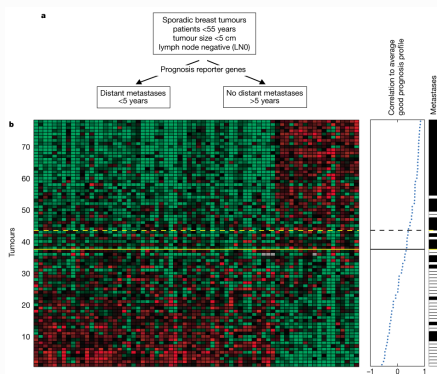 a
Sporadic breast tumours
patients <55 years
tumour size <5 cm
lymph node negative (LN0)
Prognosis reporter genes
Distant metastases
<5 years
No distant metastases
>5 years
b
Tumours
70
60
50
40
30
20
10
Correlation to average
good prognosis profile
Metastases
–1
0
1